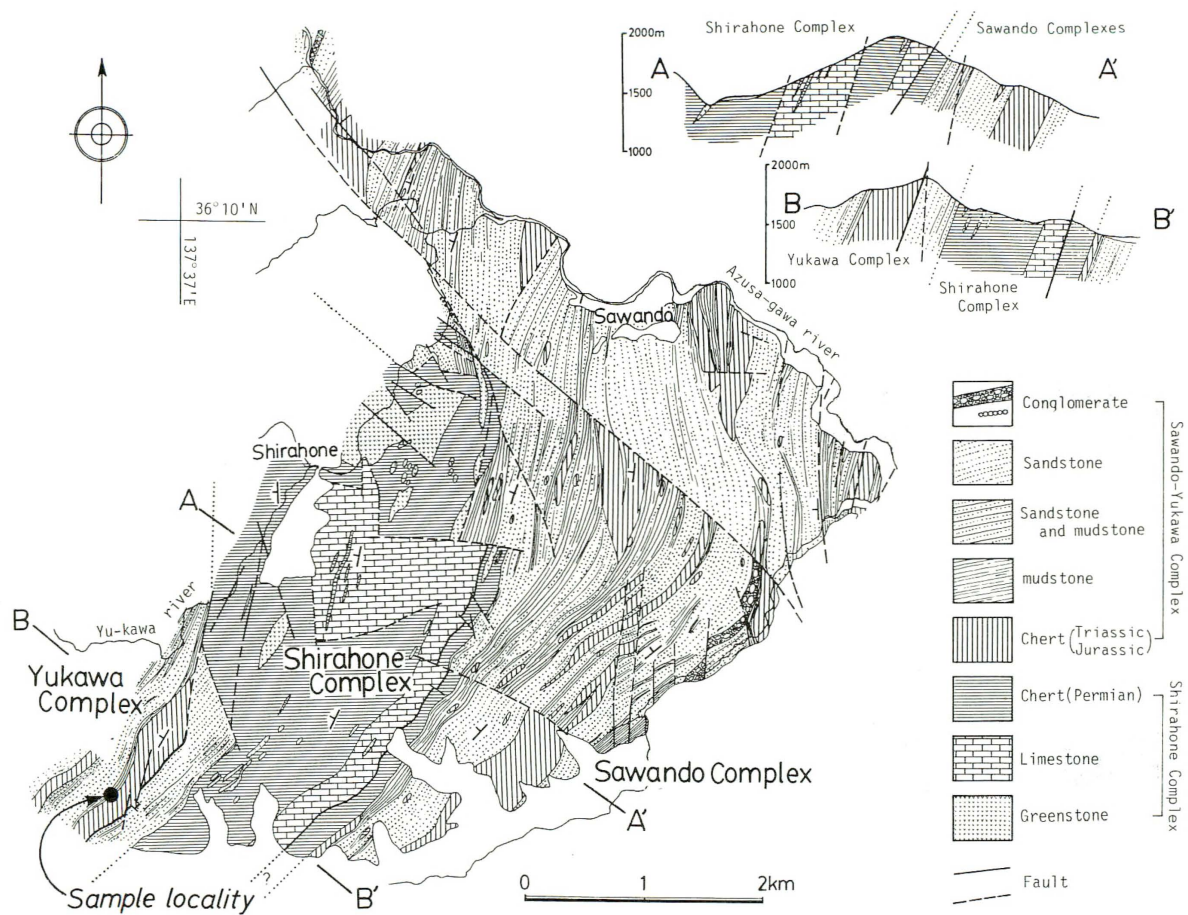 2000m
Shirahone Complex
Sawando Complexes
A
A'
1500
1000
2000m
B
B'
1500
Yukawa Complex
1000
Shirahone
Complex
36°10'N
137°37'E
Azusa-gawa river
Sawando
Shirahone
A
river
B
Yu-kawa
Yukawa
Complex
Shirahone
Complex
Sawando Complex
A'
?
B'
Sample locality
0 1 2km
Conglomerate
Sandstone
Sandstone
and mudstone
mudstone
Chert (Triassic
Jurassic)
Sawando-Yukawa Complex
Chert (Permian)
Limestone
Greenstone
Shirahone Complex
Fault